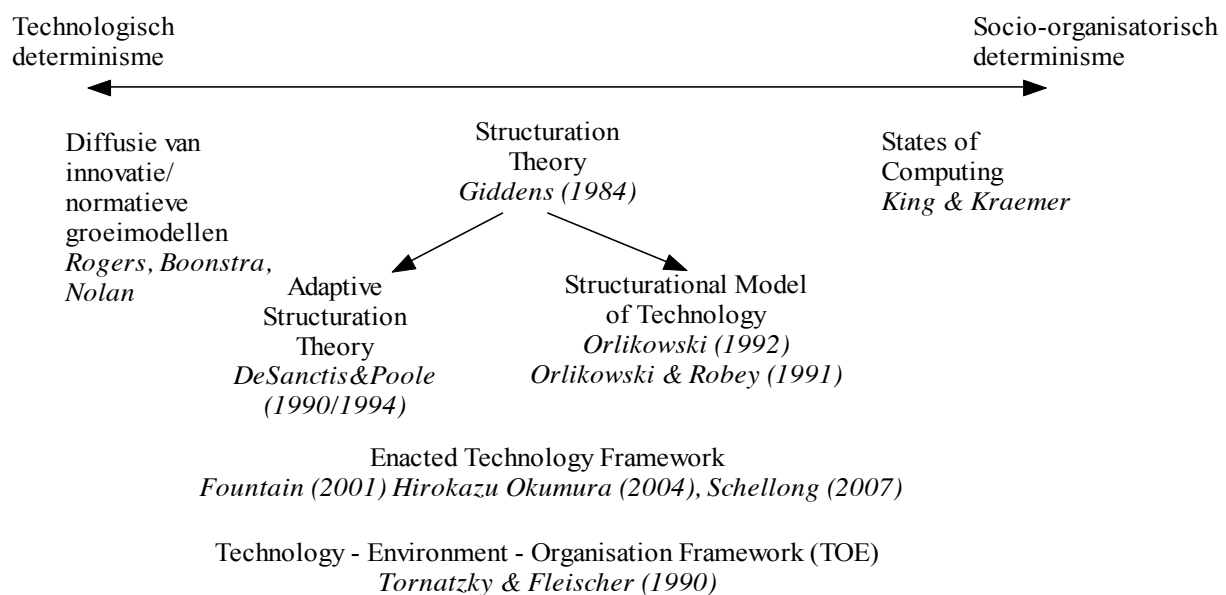 Technologisch
determinisme
Socio-organisatorisch
determinisme
Diffusie van
innovatie/
normatieve
groeimodellen
Rogers, Boonstra,
Nolan
Structuration
Theory
Giddens (1984)
States of
Computing
King & Kraemer
Adaptive
Structuration
Theory
DeSanctis&Poole
(1990/1994)
Structurational Model
of Technology
Orlikowski (1992)
Orlikowski & Robey (1991)
Enacted Technology Framework
Fountain (2001) Hirokazu Okumura (2004), Schellong (2007)
Technology - Environment - Organisation Framework (TOE)
Tornatzky & Fleischer (1990)